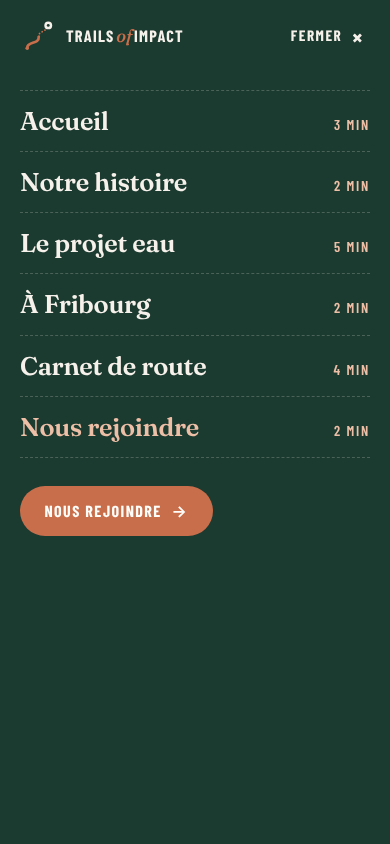 TRAILS of IMPACT
FERMER ×
Accueil 3 MIN
Notre histoire 2 MIN
Le projet eau 5 MIN
À Fribourg 2 MIN
Carnet de route 4 MIN
Nous rejoindre 2 MIN
NOUS REJOINDRE →